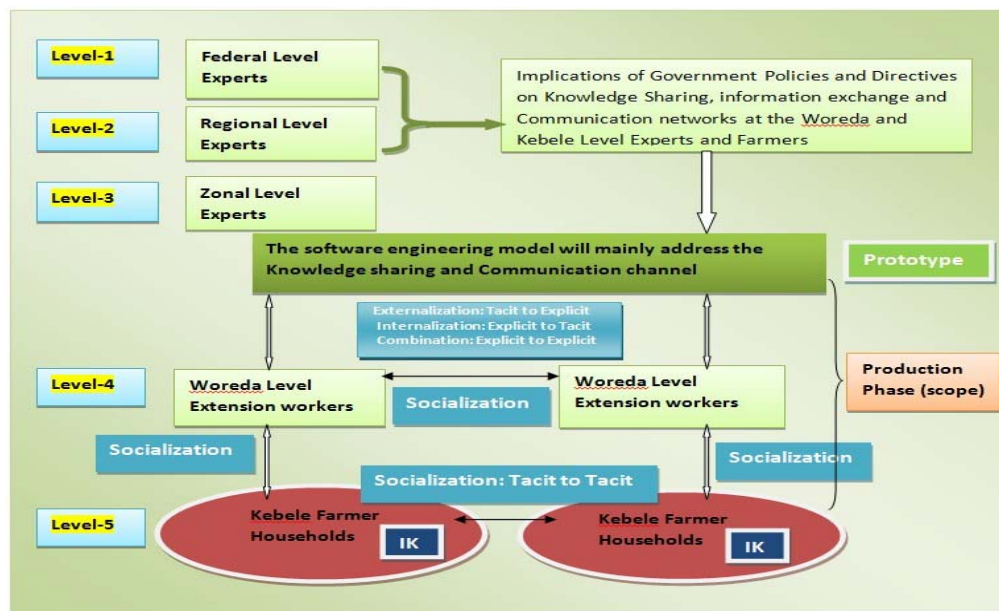 Level-1
Federal Level
Experts
Implications of Government Policies and Directives
on Knowledge Sharing, information exchange and
Communication networks at the Woreda and
Kebele Level Experts and Farmers
Level-2
Regional Level
Experts
Level-3
Zonal Level
Experts
The software engineering model will mainly address the
Knowledge sharing and Communication channel
Prototype
Externalization: Tacit to Explicit
Internalization: Explicit to Tacit
Combination: Explicit to Explicit
Level-4
Woreda Level
Extension workers
Socialization
Woreda Level
Extension workers
Production
Phase (scope)
Socialization
Socialization
Socialization: Tacit to Tacit
Level-5
Kebele Farmer
Households
IK
Kebele Farmer
Households
IK